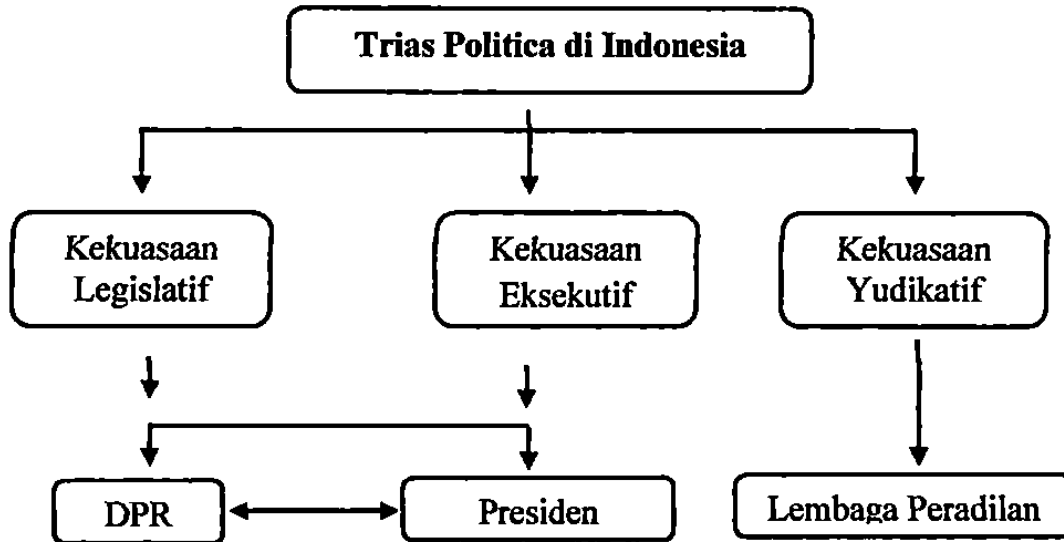 Trias Politica di Indonesia
Kekuasaan
Legislatif
Kekuasaan
Eksekutif
Kekuasaan
Yudikatif
DPR
Presiden
Lembaga Peradilan